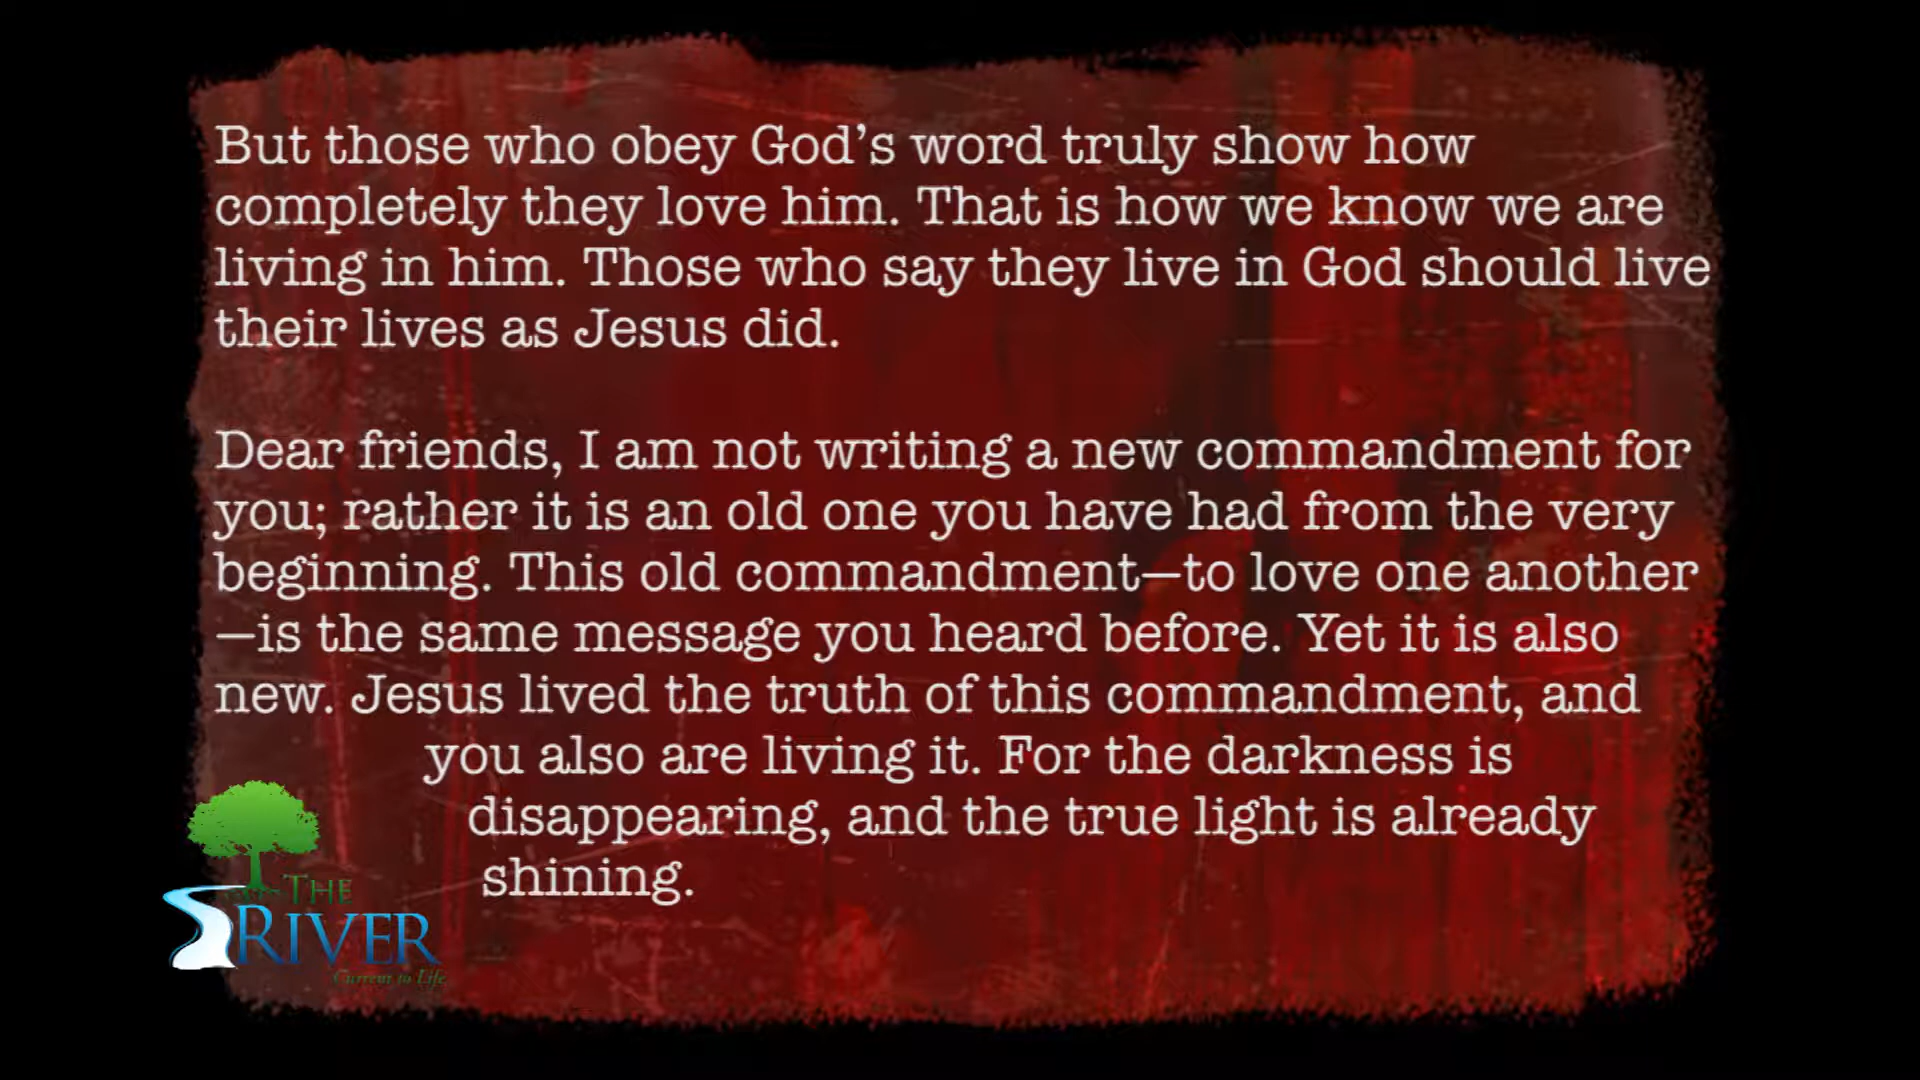 But those who obey God’s word truly show how
completely they love him. That is how we know we are
living in him. Those who say they live in God should live
their lives as Jesus did.
Dear friends, I am not writing a new commandment for
you; rather it is an old one you have had from the very
beginning. This old commandment—to love one another
—is the same message you heard before. Yet it is also
new. Jesus lived the truth of this commandment, and
you also are living it. For the darkness is
disappearing, and the true light is already
shining.
THE
RIVER
Current to Life